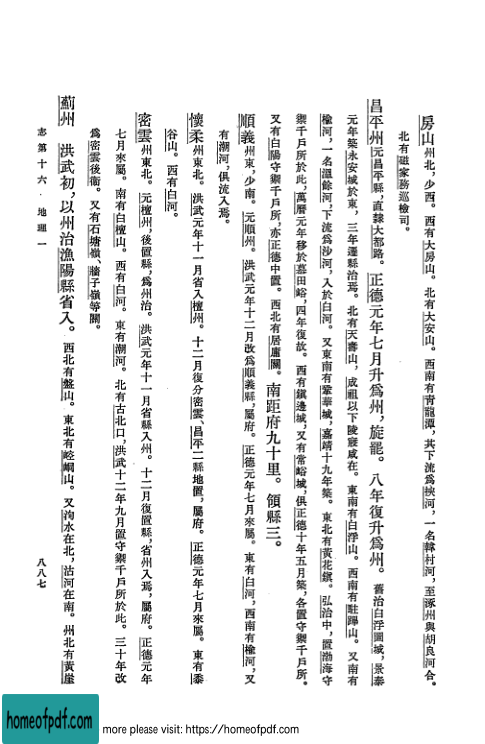 房山州北，少西。西有大房山。北有大安山。西南有青龍潭，其下流爲挾河，一名韓村河，至涿州與胡良河合。
北有磁家務巡檢司。
昌平州元昌平縣，直隸大都路。正德元年七月升爲州，旋罷。八年復升爲州。舊治白浮圖城，景泰
元年築永安城於東，三年遷縣治焉。北有天壽山，成祖以下陵寢咸在。東南有白浮山。西南有駐蹕山。又南有
榆河，一名溫餘河，下流爲沙河，入於白河。又東南有鞏華城，嘉靖十九年築。東北有黃花鎮。弘治中，置渤海守
禦千戶所於此，萬曆元年移於慕田峪，四年復故。西有鎮邊城，又有常峪城，俱正德十年五月築，各置守禦千戶所。
又有白陽守禦千戶所，亦正德中置。西北有居庸關。南距府九十里。領縣三。
順義州東，少南。元順州。洪武元年十二月改爲順義縣，屬府。正德元年七月來屬。東有白河，西南有榆河，又
有潮河，俱流入焉。
懷柔州東北。洪武元年十一月省入檀州。十二月復分密雲、昌平二縣地置，屬府。正德元年七月來屬。東有黍
谷山。西有白河。
密雲州東北。元檀州，後置縣，爲州治。洪武元年十一月省縣入州。十二月復置縣，省州入焉，屬府。正德元年
七月來屬。南有白檀山。西有白河。東有潮河。北有古北口，洪武十二年九月置守禦千戶所於此。三十年改
爲密雲後衞。又有石塘嶺、牆子嶺等關。
薊州　洪武初，以州治漁陽縣省入。西北有盤山。東北有崆峒山。又泃水在北，沽河在南。州北有黃崖
志第十六　地理一
八八七
homeofpdf.com
more please visit: https://homeofpdf.com